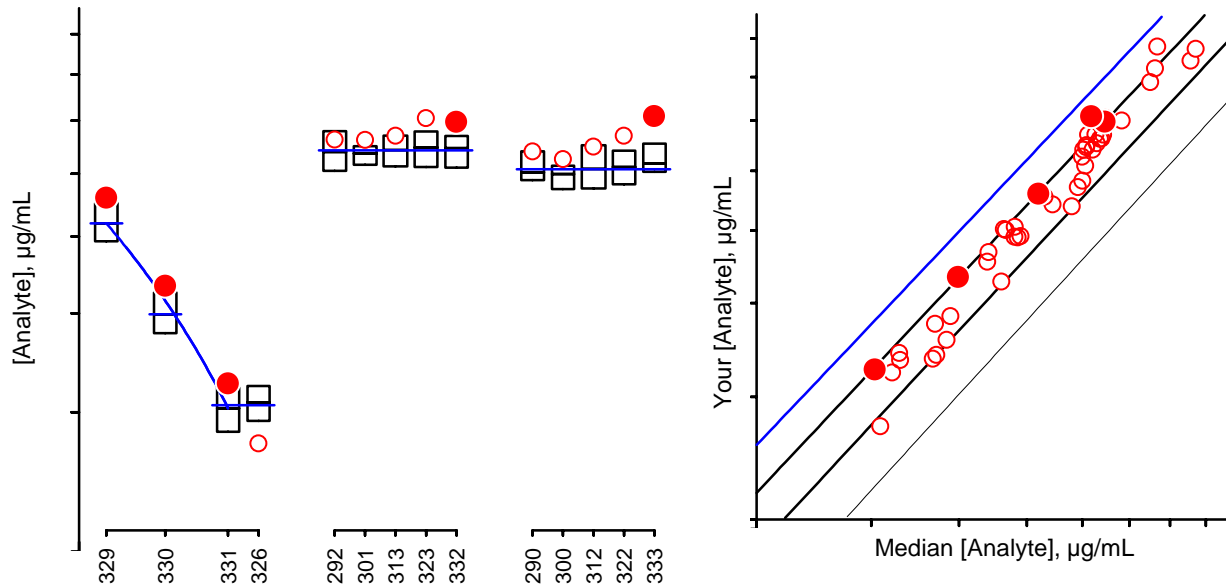 [Analyte], µg/mL
329 330 331 326 292 301 313 323 332 290 300 312 322 333
Your [Analyte], µg/mL
Median [Analyte], µg/mL